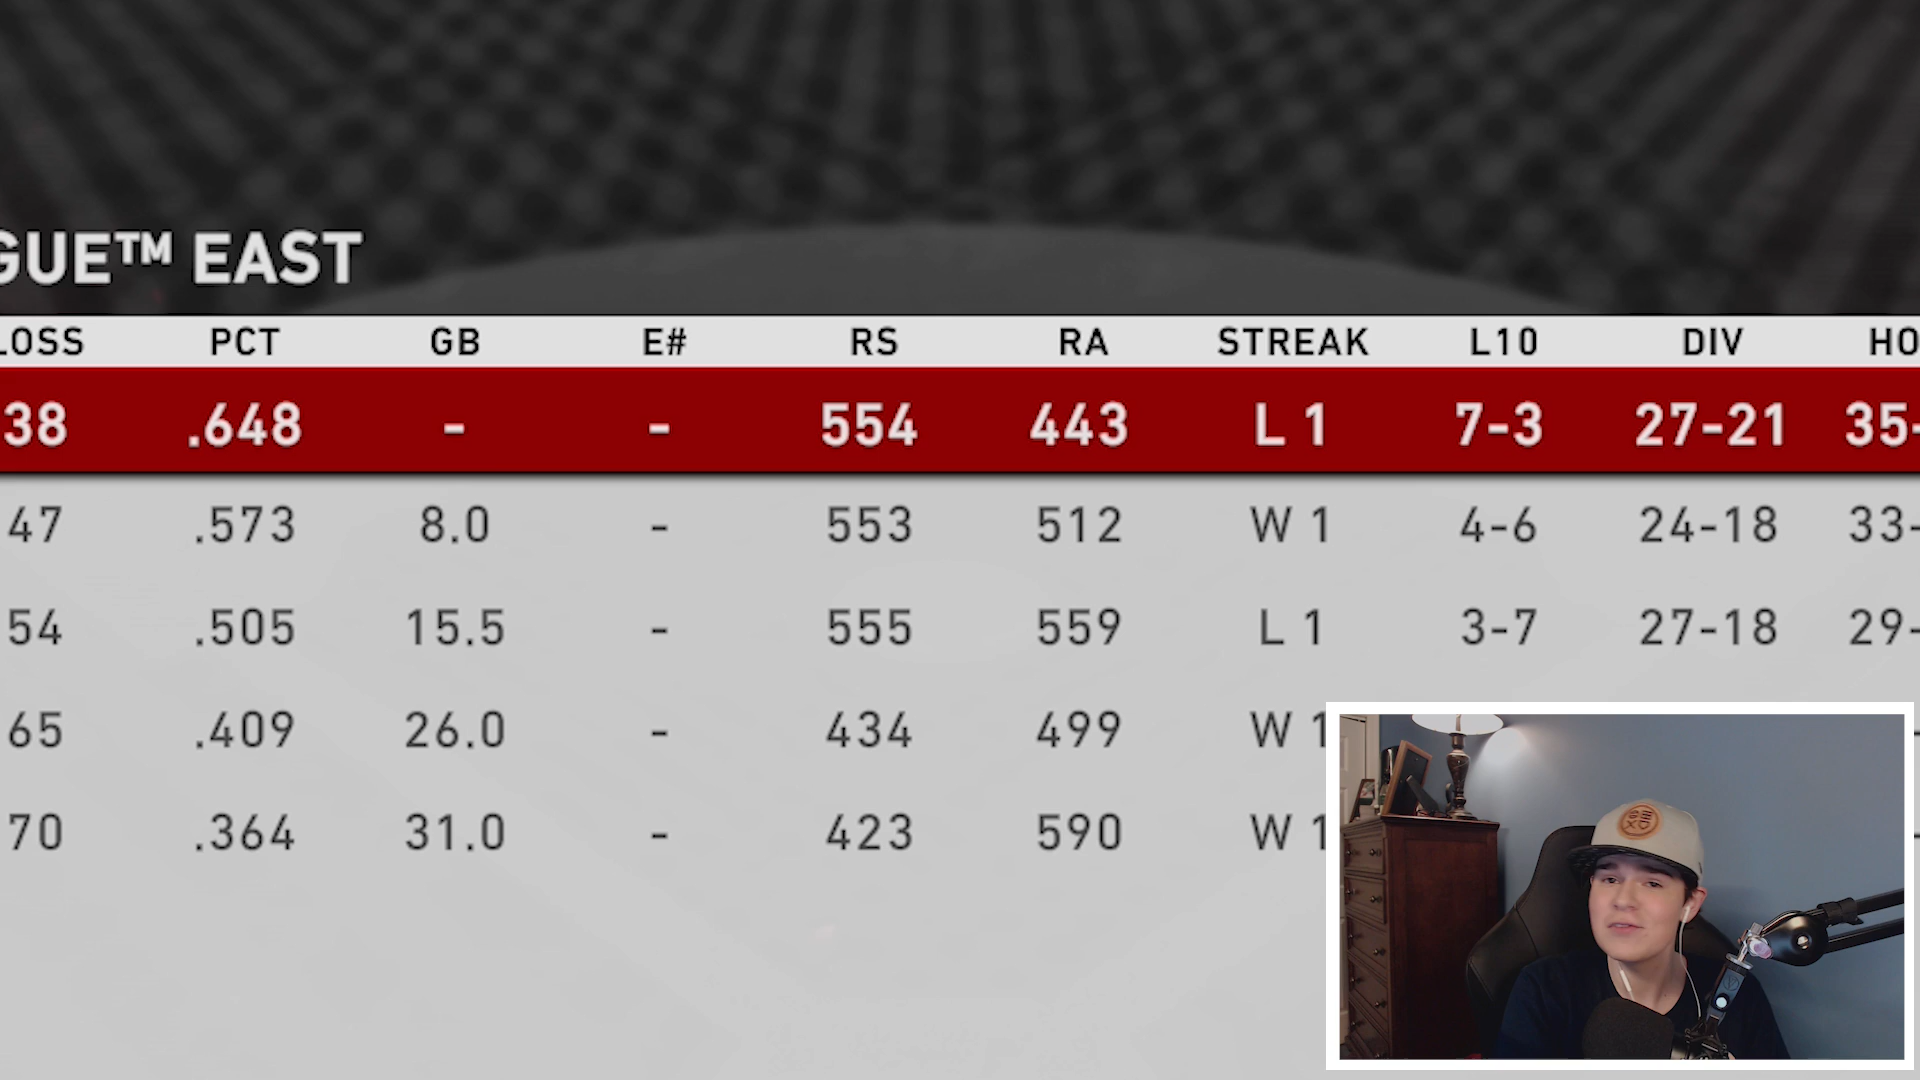 GUE™ EAST
LOSS PCT GB E# RS RA STREAK L10 DIV HO
38 .648 - - 554 443 L 1 7-3 27-21 35-
47 .573 8.0 - 553 512 W 1 4-6 24-18 33-
54 .505 15.5 - 555 559 L 1 3-7 27-18 29-
65 .409 26.0 - 434 499 W 1
70 .364 31.0 - 423 590 W 1